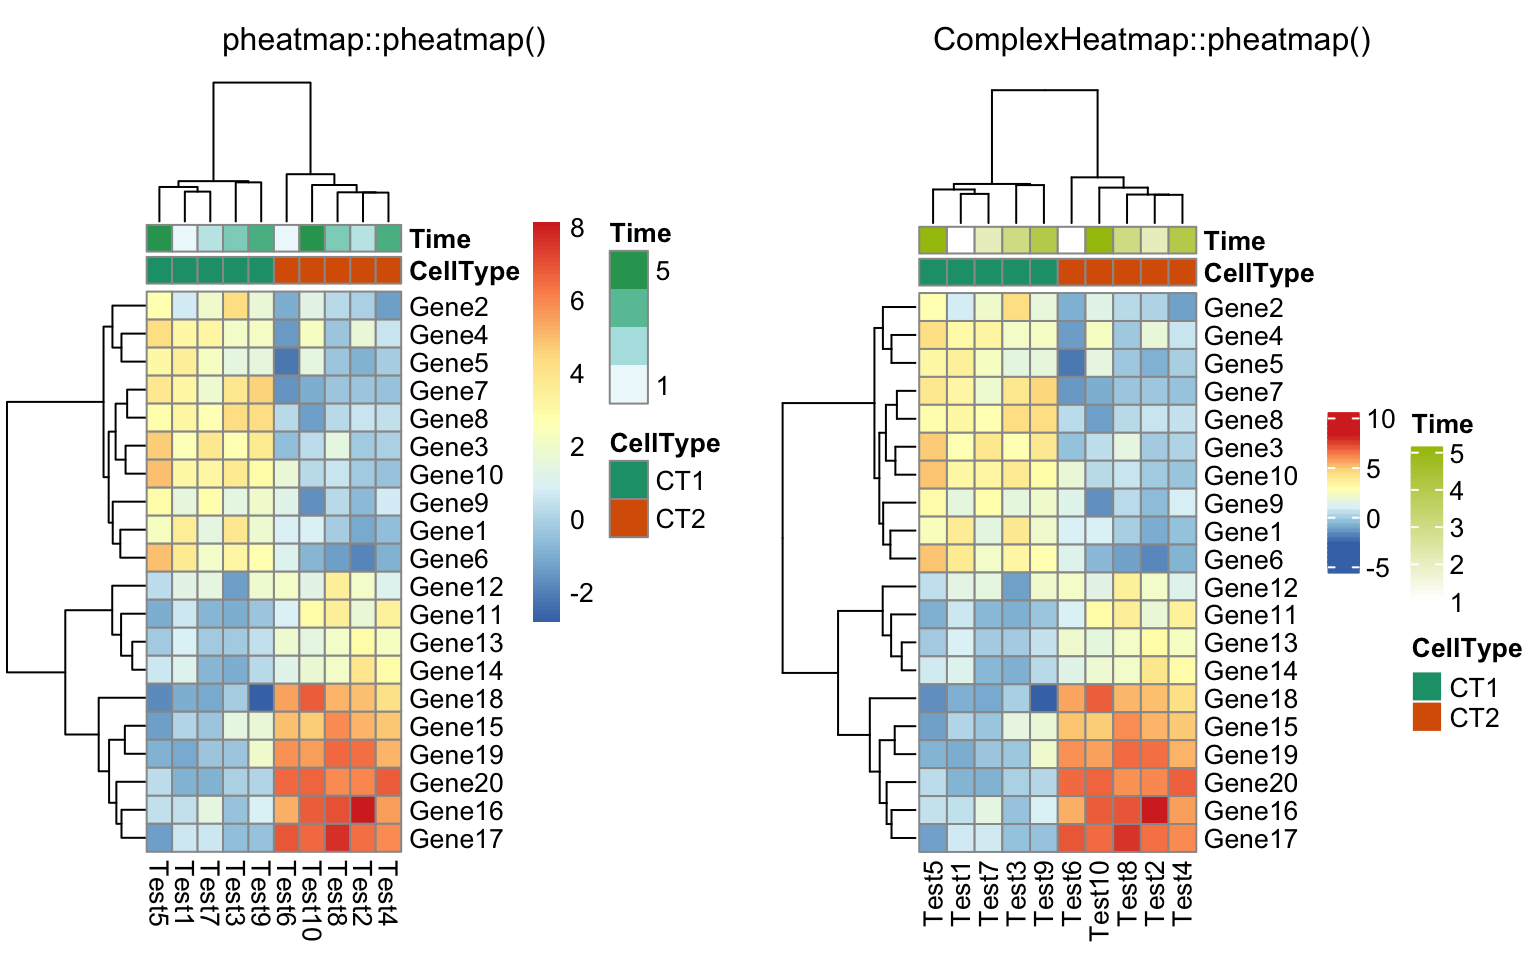 pheatmap::pheatmap()
Time
CellType
Gene2
Gene4
Gene5
Gene7
Gene8
Gene3
Gene10
Gene9
Gene1
Gene6
Gene12
Gene11
Gene13
Gene14
Gene18
Gene15
Gene19
Gene20
Gene16
Gene17
Test5
Test1
Test7
Test3
Test9
Test6
Test10
Test8
Test2
Test4
8
6
4
2
0
-2
Time
5
1
CellType
CT1
CT2
ComplexHeatmap::pheatmap()
Time
CellType
Gene2
Gene4
Gene5
Gene7
Gene8
Gene3
Gene10
Gene9
Gene1
Gene6
Gene12
Gene11
Gene13
Gene14
Gene18
Gene15
Gene19
Gene20
Gene16
Gene17
Test5
Test1
Test7
Test3
Test9
Test6
Test10
Test8
Test2
Test4
10
5
0
-5
Time
5
4
3
2
1
CellType
CT1
CT2